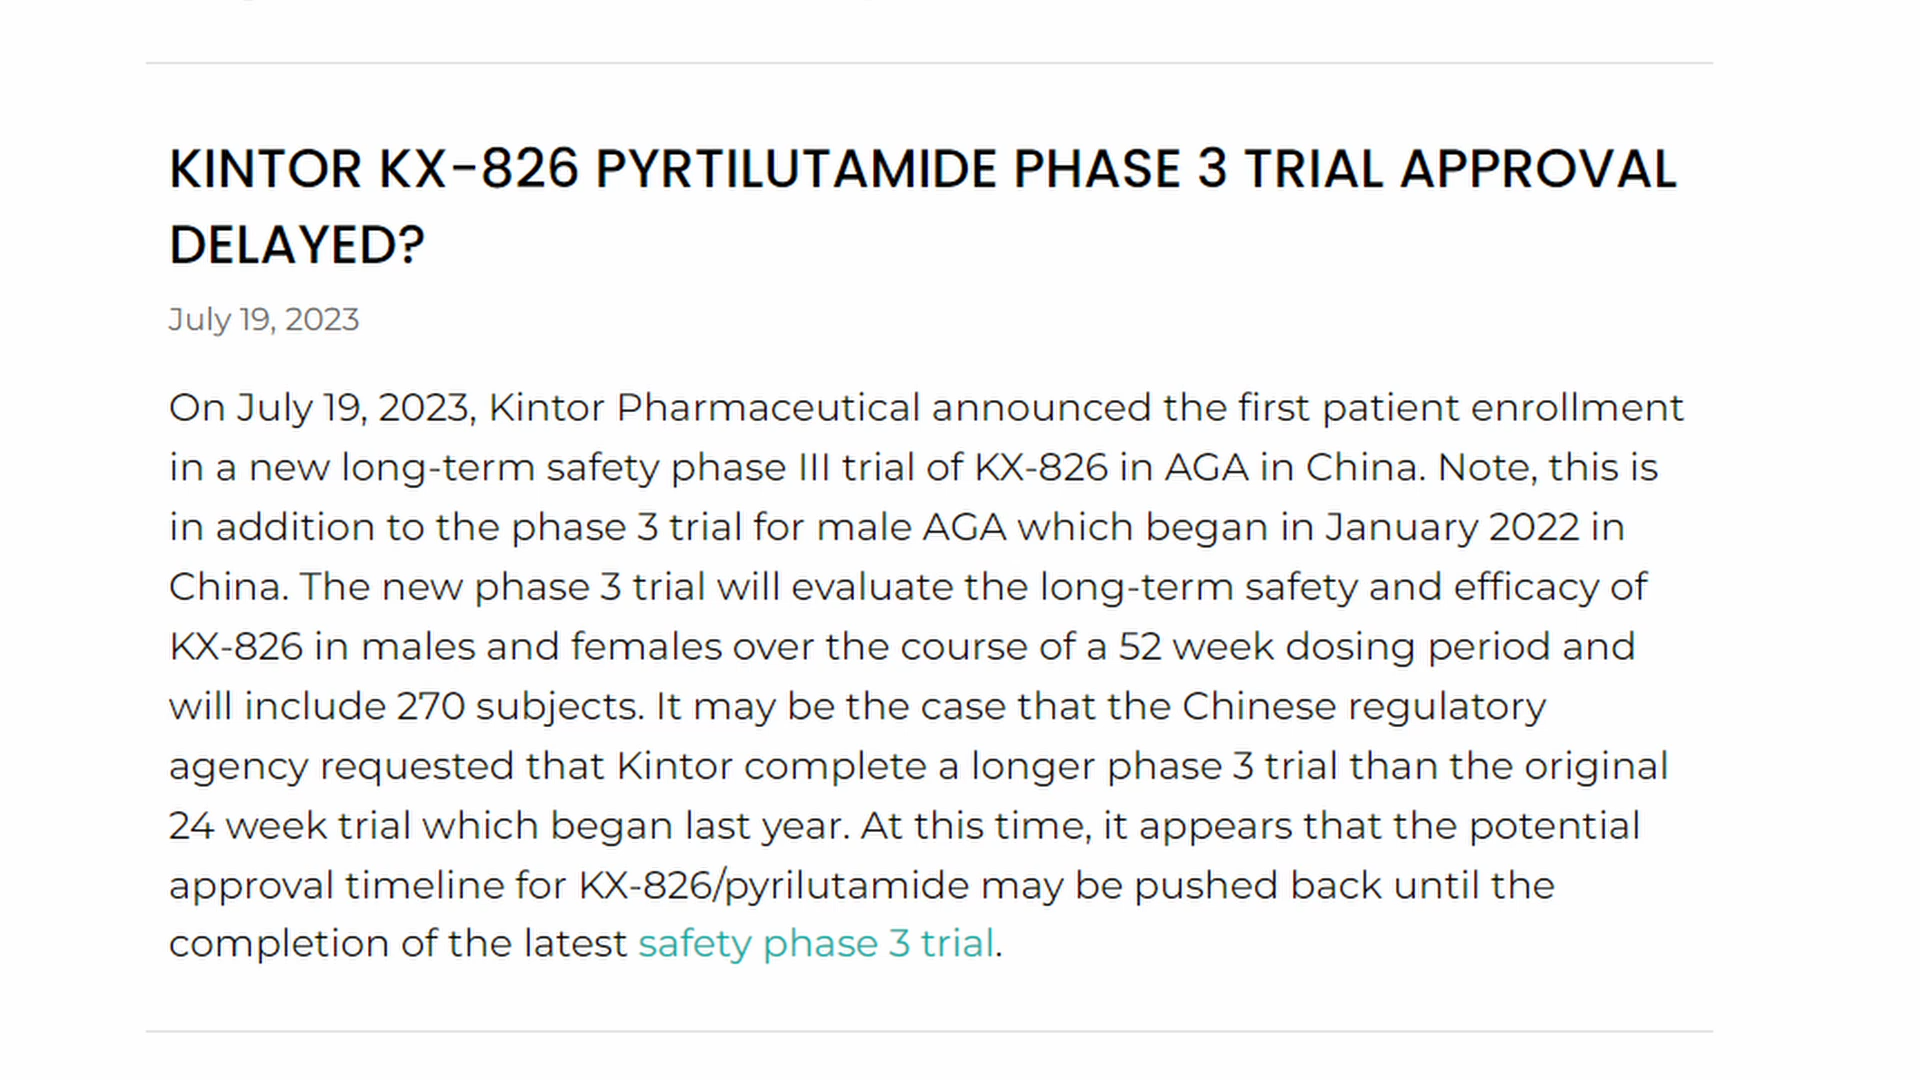 KINTOR KX-826 PYRTILUTAMIDE PHASE 3 TRIAL APPROVAL
DELAYED?
July 19, 2023
On July 19, 2023, Kintor Pharmaceutical announced the first patient enrollment
in a new long-term safety phase III trial of KX-826 in AGA in China. Note, this is
in addition to the phase 3 trial for male AGA which began in January 2022 in
China. The new phase 3 trial will evaluate the long-term safety and efficacy of
KX-826 in males and females over the course of a 52 week dosing period and
will include 270 subjects. It may be the case that the Chinese regulatory
agency requested that Kintor complete a longer phase 3 trial than the original
24 week trial which began last year. At this time, it appears that the potential
approval timeline for KX-826/pyrilutamide may be pushed back until the
completion of the latest safety phase 3 trial.